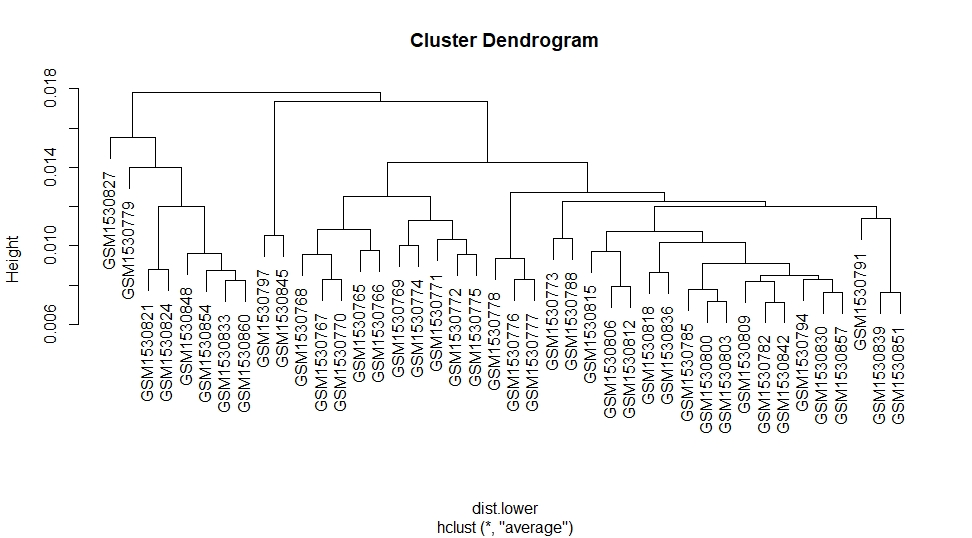 Cluster Dendrogram
Height
0.006
0.010
0.014
0.018
GSM1530827
GSM1530779
GSM1530821
GSM1530824
GSM1530848
GSM1530854
GSM1530833
GSM1530860
GSM1530797
GSM1530845
GSM1530768
GSM1530767
GSM1530770
GSM1530765
GSM1530766
GSM1530769
GSM1530774
GSM1530771
GSM1530772
GSM1530775
GSM1530778
GSM1530776
GSM1530777
GSM1530773
GSM1530788
GSM1530815
GSM1530806
GSM1530812
GSM1530818
GSM1530836
GSM1530785
GSM1530800
GSM1530803
GSM1530809
GSM1530782
GSM1530842
GSM1530794
GSM1530830
GSM1530857
GSM1530791
GSM1530839
GSM1530851
dist.lower
hclust (*, "average")